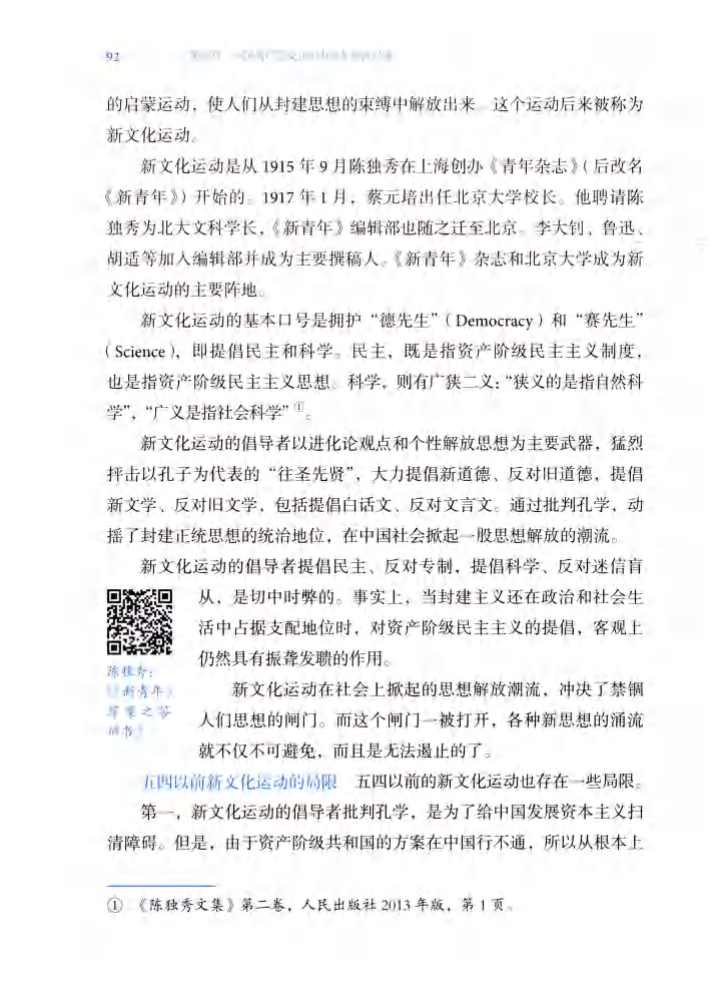 92
的启蒙运动，使人们从封建思想的束缚中解放出来。这个运动后来被称为
新文化运动。
新文化运动是从 1915 年 9 月陈独秀在上海创办《青年杂志》（后改名
《新青年》）开始的。1917 年 1 月，蔡元培出任北京大学校长。他聘请陈
独秀为北大文科学长，《新青年》编辑部也随之迁至北京。李大钊、鲁迅、
胡适等加入编辑部并成为主要撰稿人。《新青年》杂志和北京大学成为新
文化运动的主要阵地。
新文化运动的基本口号是拥护“德先生”（Democracy）和“赛先生”
（Science），即提倡民主和科学。民主，既是指资产阶级民主主义制度，
也是指资产阶级民主主义思想。科学，则有广狭二义：“狭义的是指自然科
学”，“广义是指社会科学”①。
新文化运动的倡导者以进化论观点和个性解放思想为主要武器，猛烈
抨击以孔子为代表的“往圣先贤”，大力提倡新道德、反对旧道德，提倡
新文学、反对旧文学，包括提倡白话文、反对文言文。通过批判孔学，动
摇了封建正统思想的统治地位，在中国社会掀起一股思想解放的潮流。
新文化运动的倡导者提倡民主、反对专制，提倡科学、反对迷信盲
从，是切中时弊的。事实上，当封建主义还在政治和社会生
活中占据支配地位时，对资产阶级民主主义的提倡，客观上
仍然具有振聋发聩的作用。
陈独秀：
《新青年》
罪案之答
辩书》
新文化运动在社会上掀起的思想解放潮流，冲决了禁锢
人们思想的闸门。而这个闸门一被打开，各种新思想的涌流
就不仅不可避免，而且是无法遏止的了。
五四以前新文化运动的局限 五四以前的新文化运动也存在一些局限。
第一，新文化运动的倡导者批判孔学，是为了给中国发展资本主义扫
清障碍。但是，由于资产阶级共和国的方案在中国行不通，所以从根本上
① 《陈独秀文集》第二卷，人民出版社 2013 年版，第 1 页。